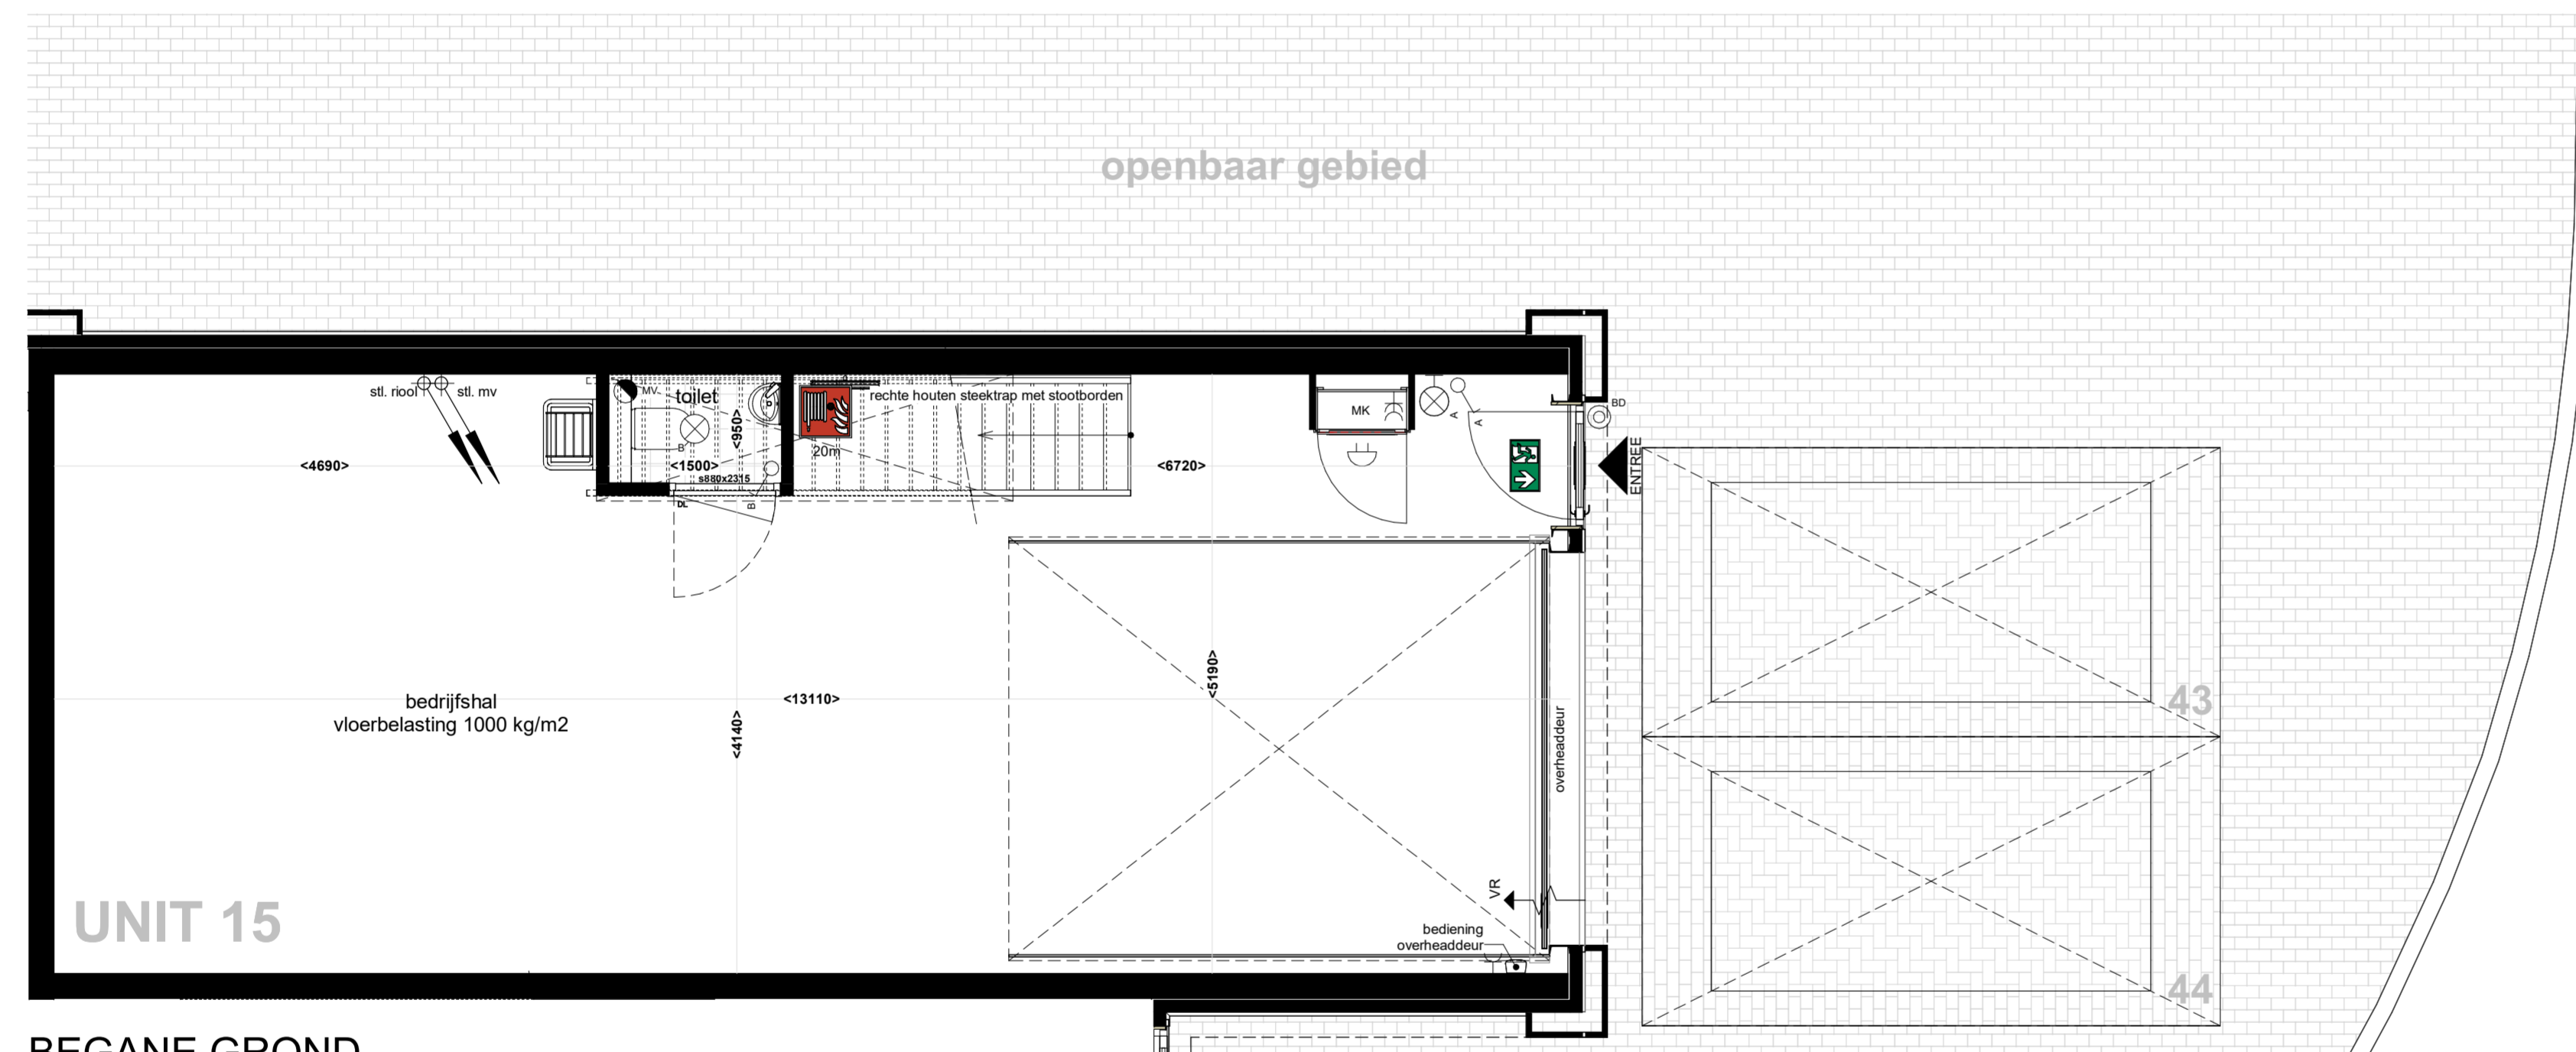 openbaar gebied
stl. riool
stl. mv
MV
toilet
<950>
B
<1500>
s880x2315
DL
B
20m
rechte houten steektrap met stootborden
<4690>
<6720>
MK
A
A
BD
ENTREE
<13110>
<4140>
<5190>
bedrijfshal
vloerbelasting 1000 kg/m2
overheaddeur
VR
bediening
overheaddeur
UNIT 15
43
44
BEGANE GROND